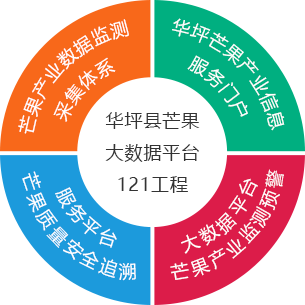 芒果产业数据监测
采集体系
华坪芒果产业信息
服务门户
华坪县芒果
大数据平台
121工程
服务平台
芒果质量安全追溯
大数据平台
芒果产业监测预警